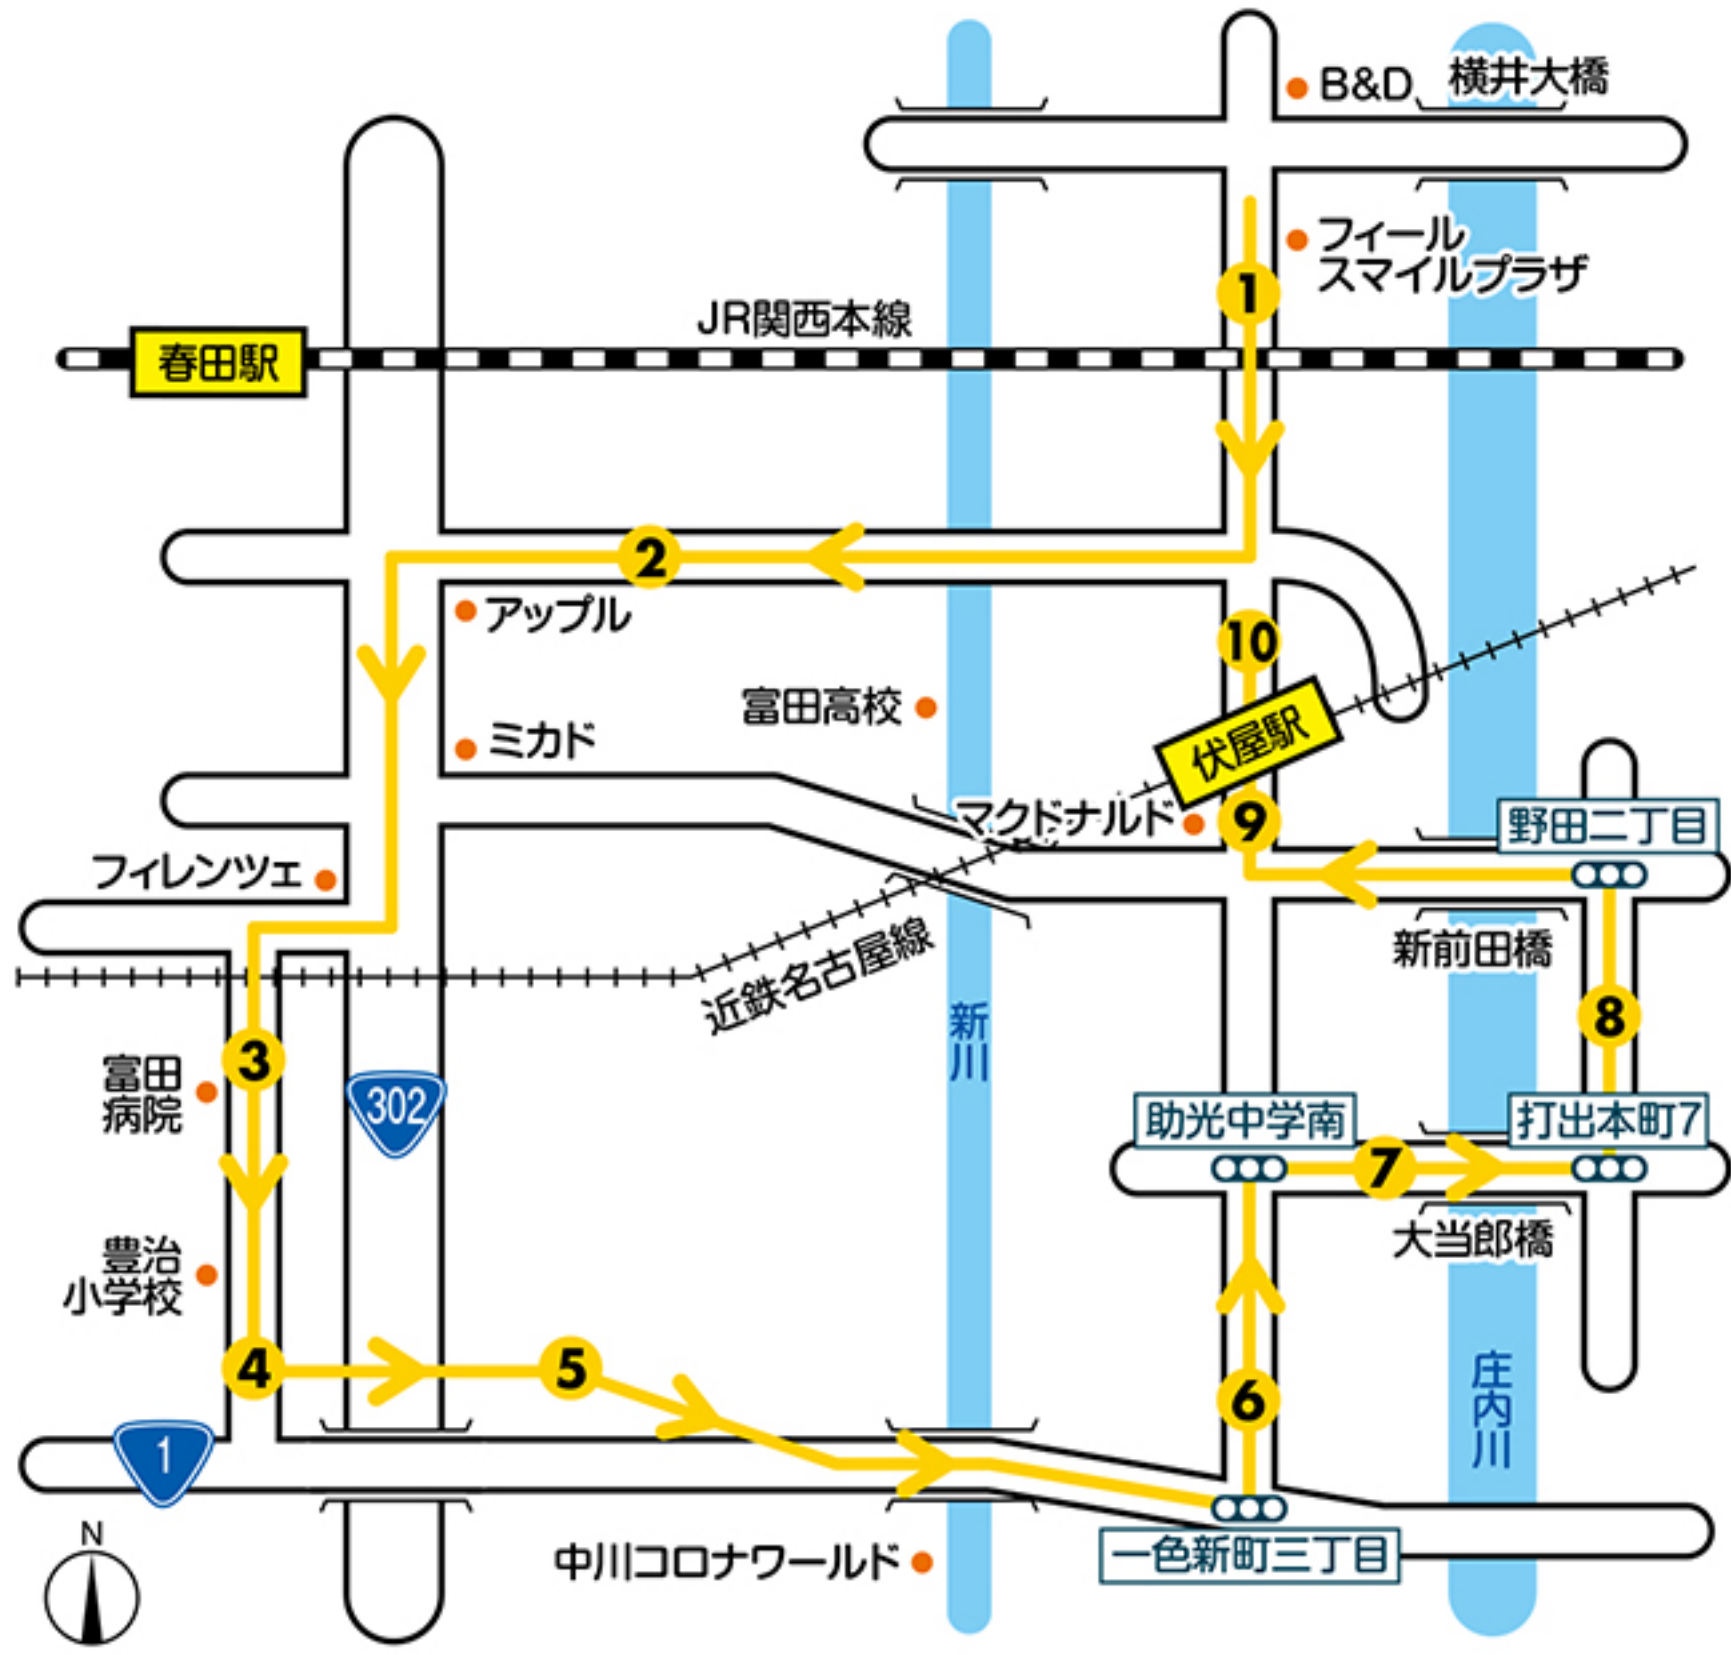 B&D
横井大橋
フィール
スマイルプラザ
1
JR関西本線
春田駅
2
アップル
10
富田高校
ミカド
伏屋駅
マクドナルド
9
野田二丁目
フィレンツェ
近鉄名古屋線
新前田橋
新川
8
3
富田
病院
302
助光中学南
打出本町7
7
大当郎橋
豊治
小学校
4
5
6
庄内川
1
N
中川コロナワールド
一色新町三丁目